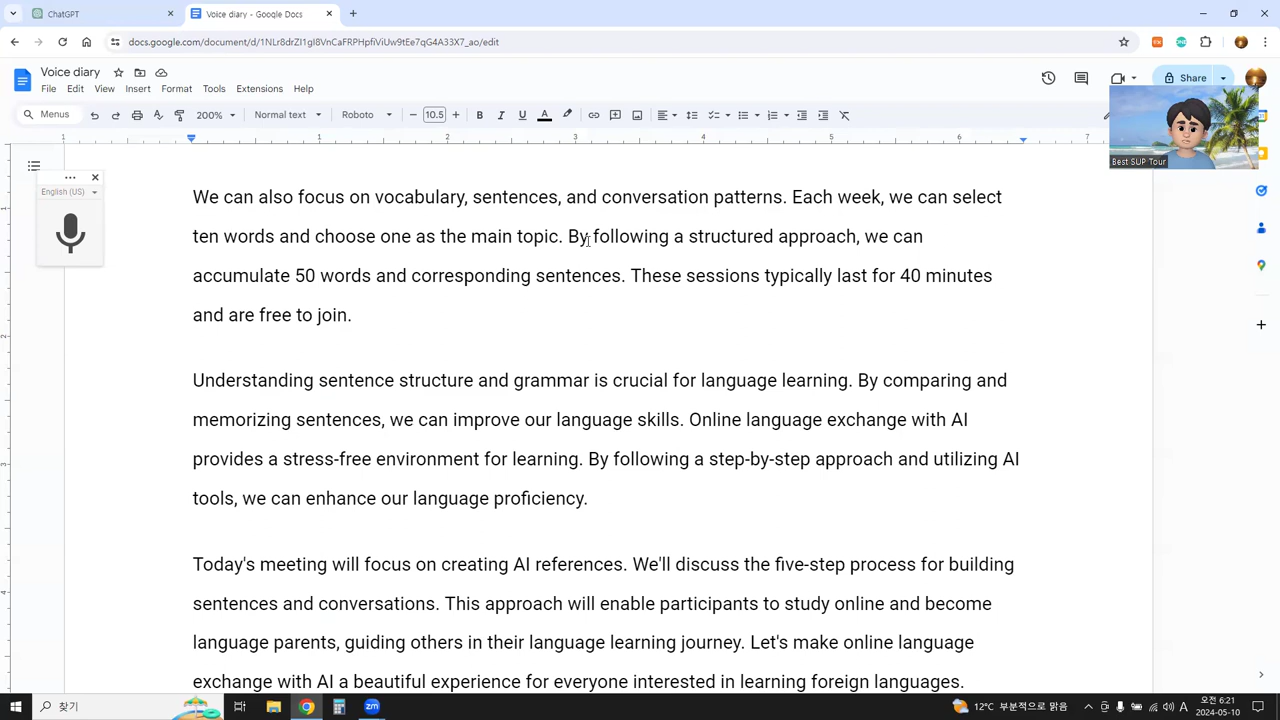 ChatGPT
Voice diary - Google Docs
docs.google.com/document/d/1NLr8drZI1gI8VnCaFRPHpfiViUw9tEe7qG4A33X7_ao/edit
Voice diary
File Edit View Insert Format Tools Extensions Help
Share
Menus 200% Normal text Roboto 10.5
1 1 2 3 4 5 6 7
Best SUP Tour
English (US)
We can also focus on vocabulary, sentences, and conversation patterns. Each week, we can select
ten words and choose one as the main topic. By following a structured approach, we can
accumulate 50 words and corresponding sentences. These sessions typically last for 40 minutes
and are free to join.
Understanding sentence structure and grammar is crucial for language learning. By comparing and
memorizing sentences, we can improve our language skills. Online language exchange with AI
provides a stress-free environment for learning. By following a step-by-step approach and utilizing AI
tools, we can enhance our language proficiency.
Today's meeting will focus on creating AI references. We'll discuss the five-step process for building
sentences and conversations. This approach will enable participants to study online and become
language parents, guiding others in their language learning journey. Let's make online language
exchange with AI a beautiful experience for everyone interested in learning foreign languages.
찾기
12°C 부분적으로 맑음
A
오전 6:21
2024-05-10